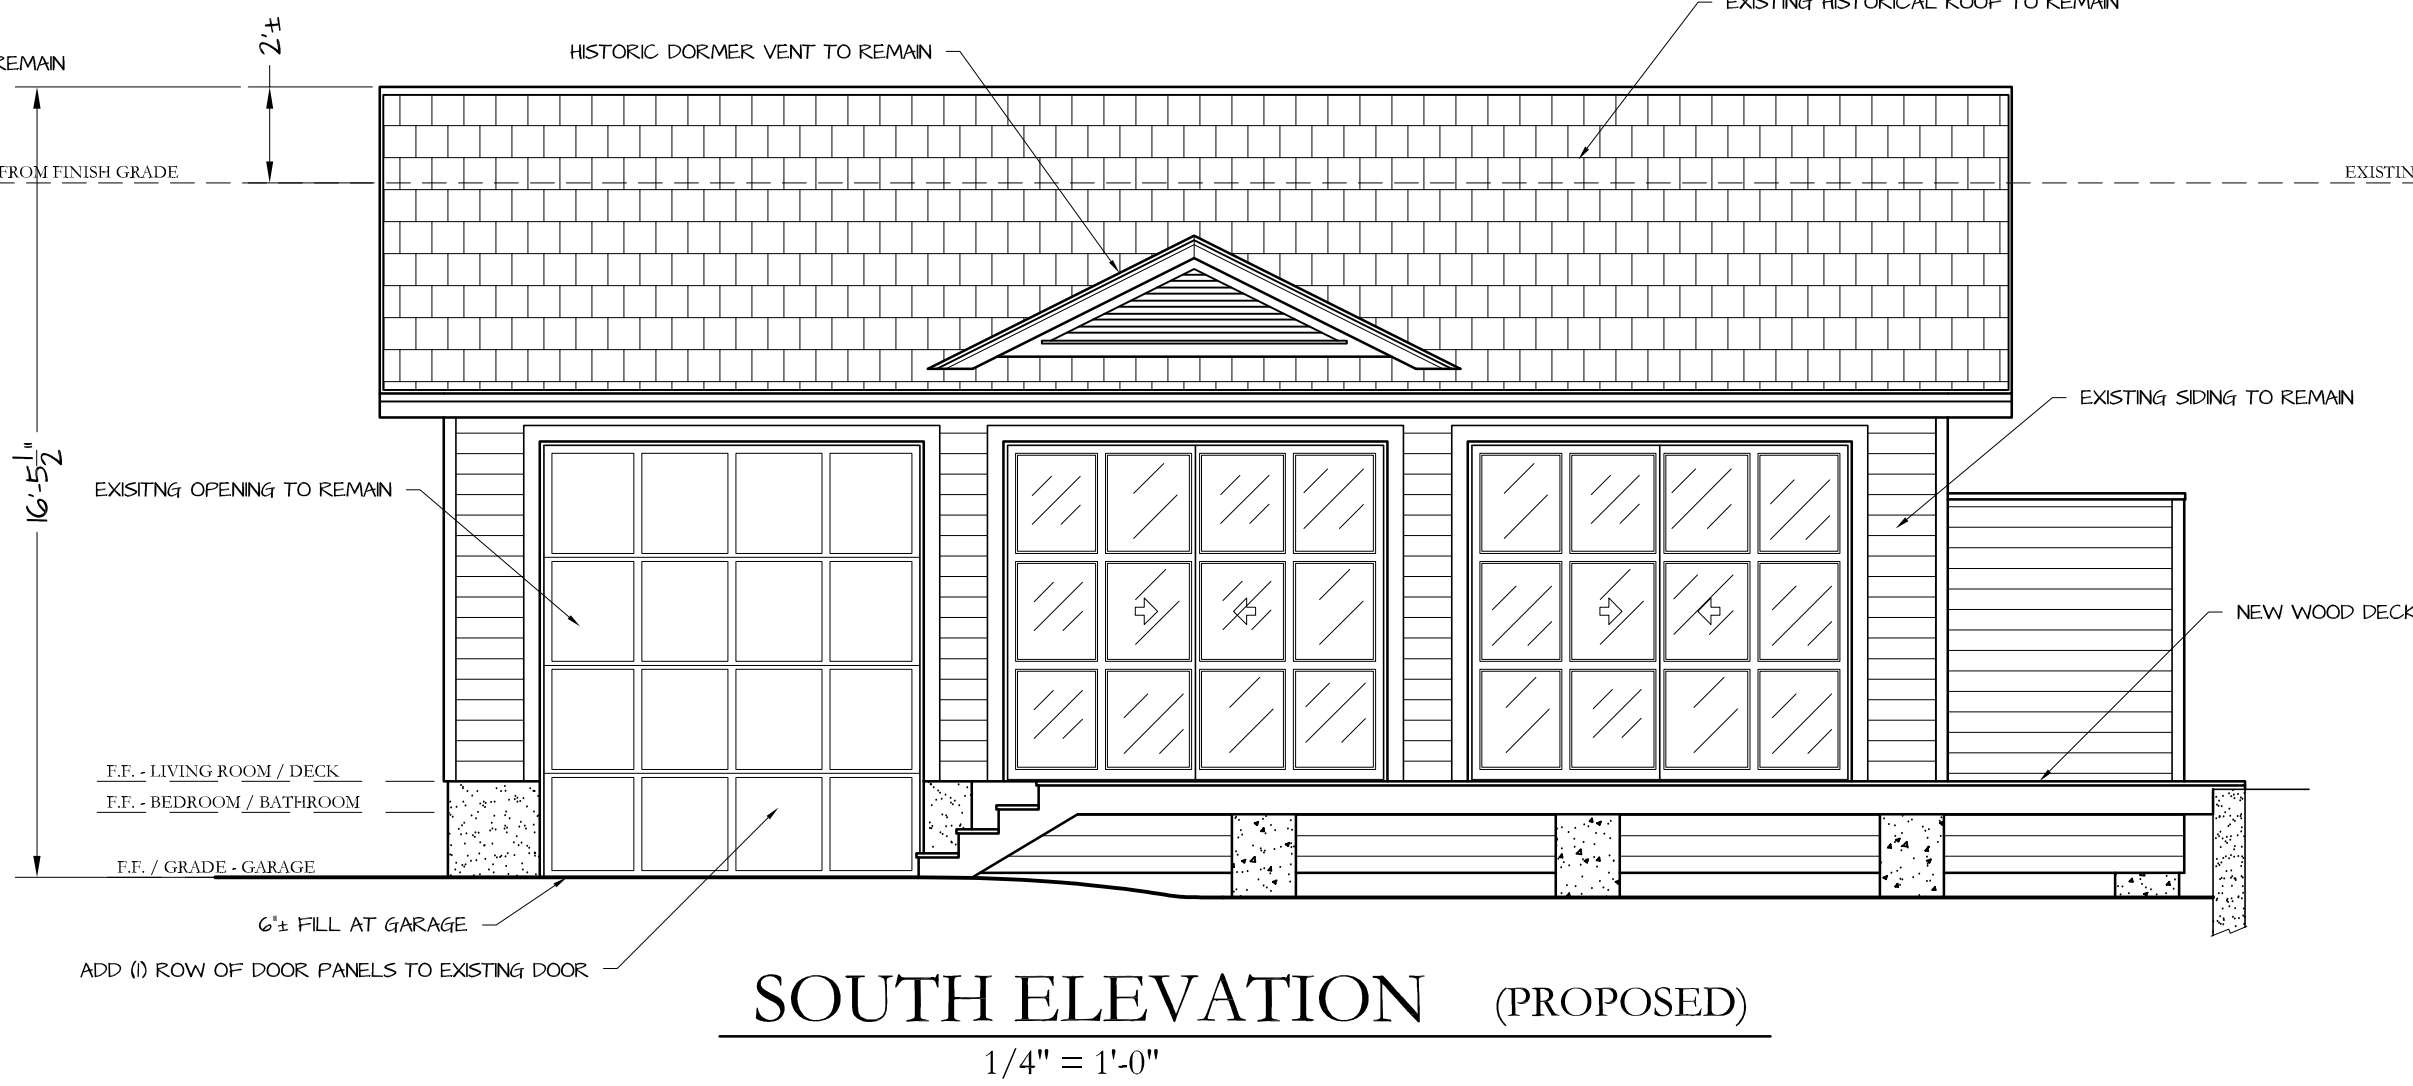 EXISTING HISTORICAL ROOF TO REMAIN
2'±
HISTORIC DORMER VENT TO REMAIN
REMAIN
FROM FINISH GRADE
EXISTIN
EXISTING SIDING TO REMAIN
16'-5 1/2"
EXISITNG OPENING TO REMAIN
NEW WOOD DECK
F.F. - LIVING ROOM / DECK
F.F. - BEDROOM / BATHROOM
F.F. / GRADE - GARAGE
6"± FILL AT GARAGE
ADD (1) ROW OF DOOR PANELS TO EXISTING DOOR
SOUTH ELEVATION (PROPOSED)
1/4" = 1'-0"